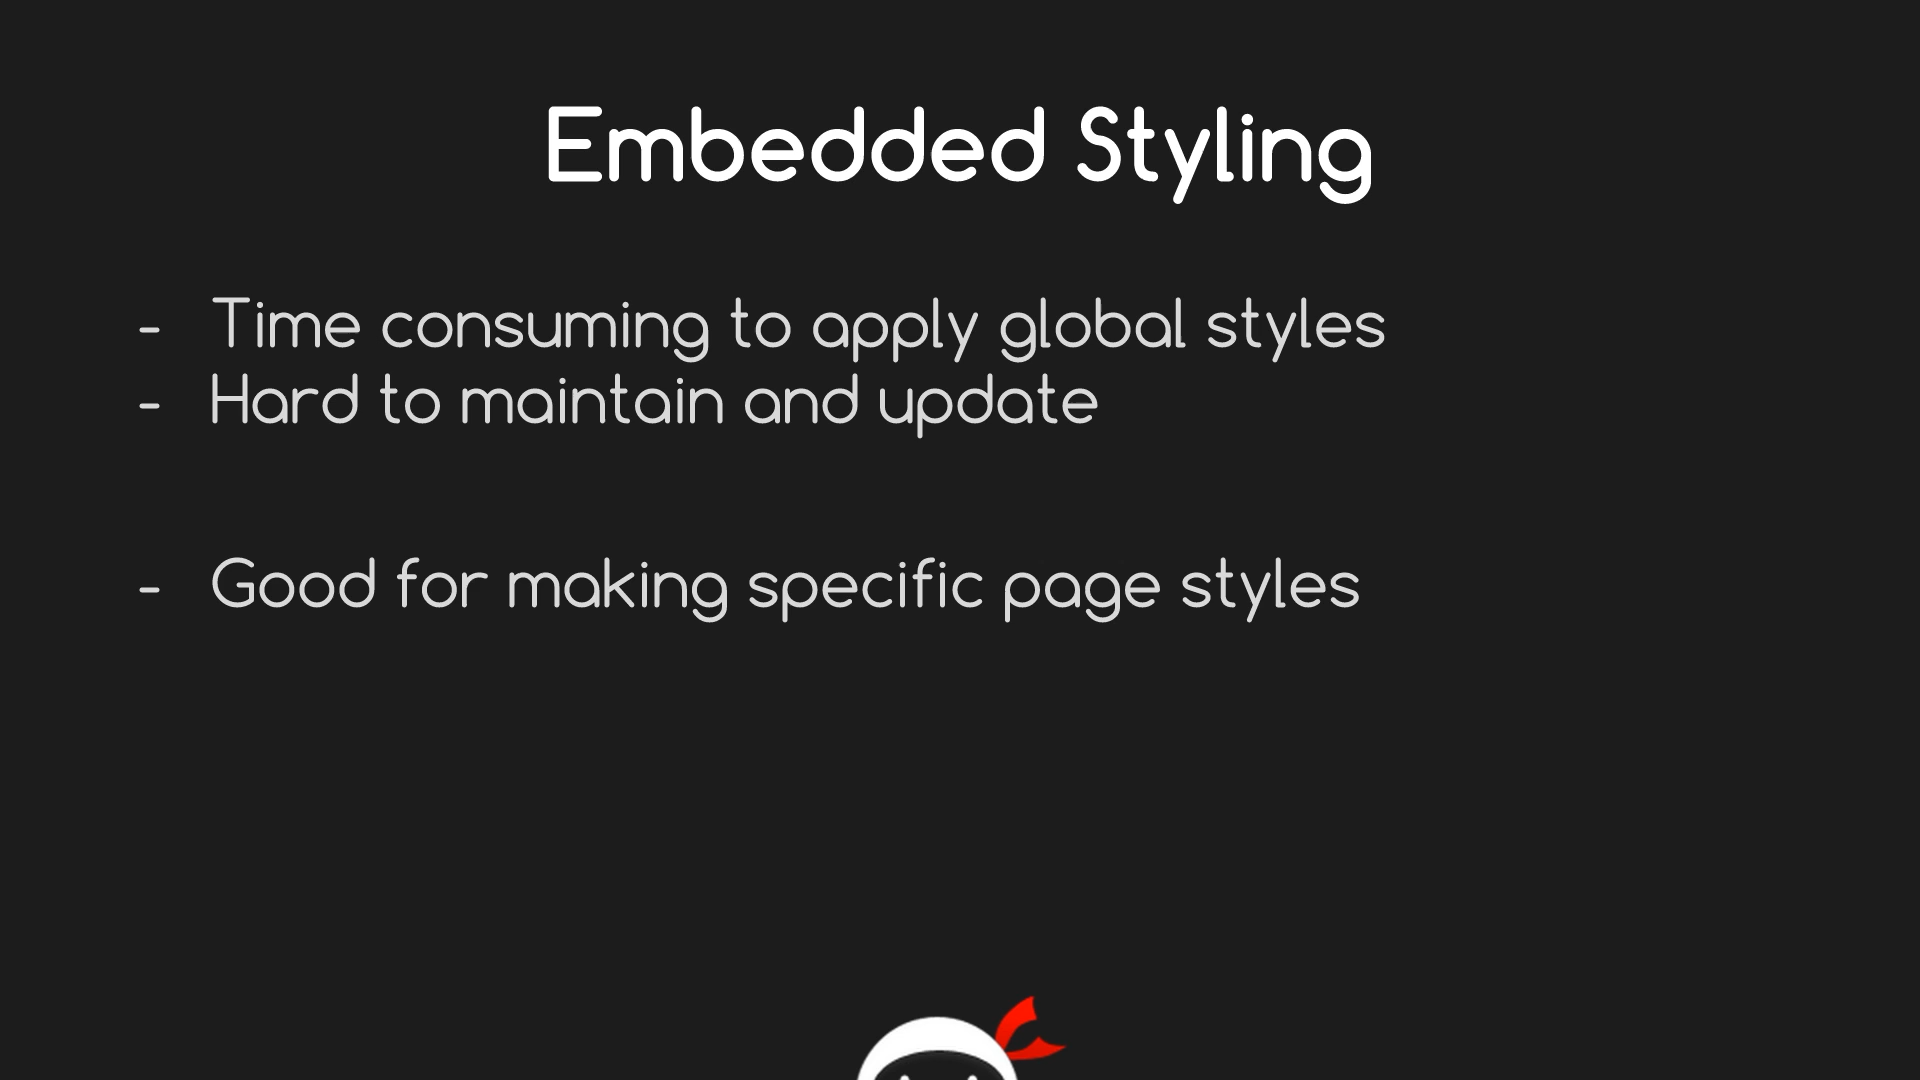 Embedded Styling
- Time consuming to apply global styles
- Hard to maintain and update
- Good for making specific page styles